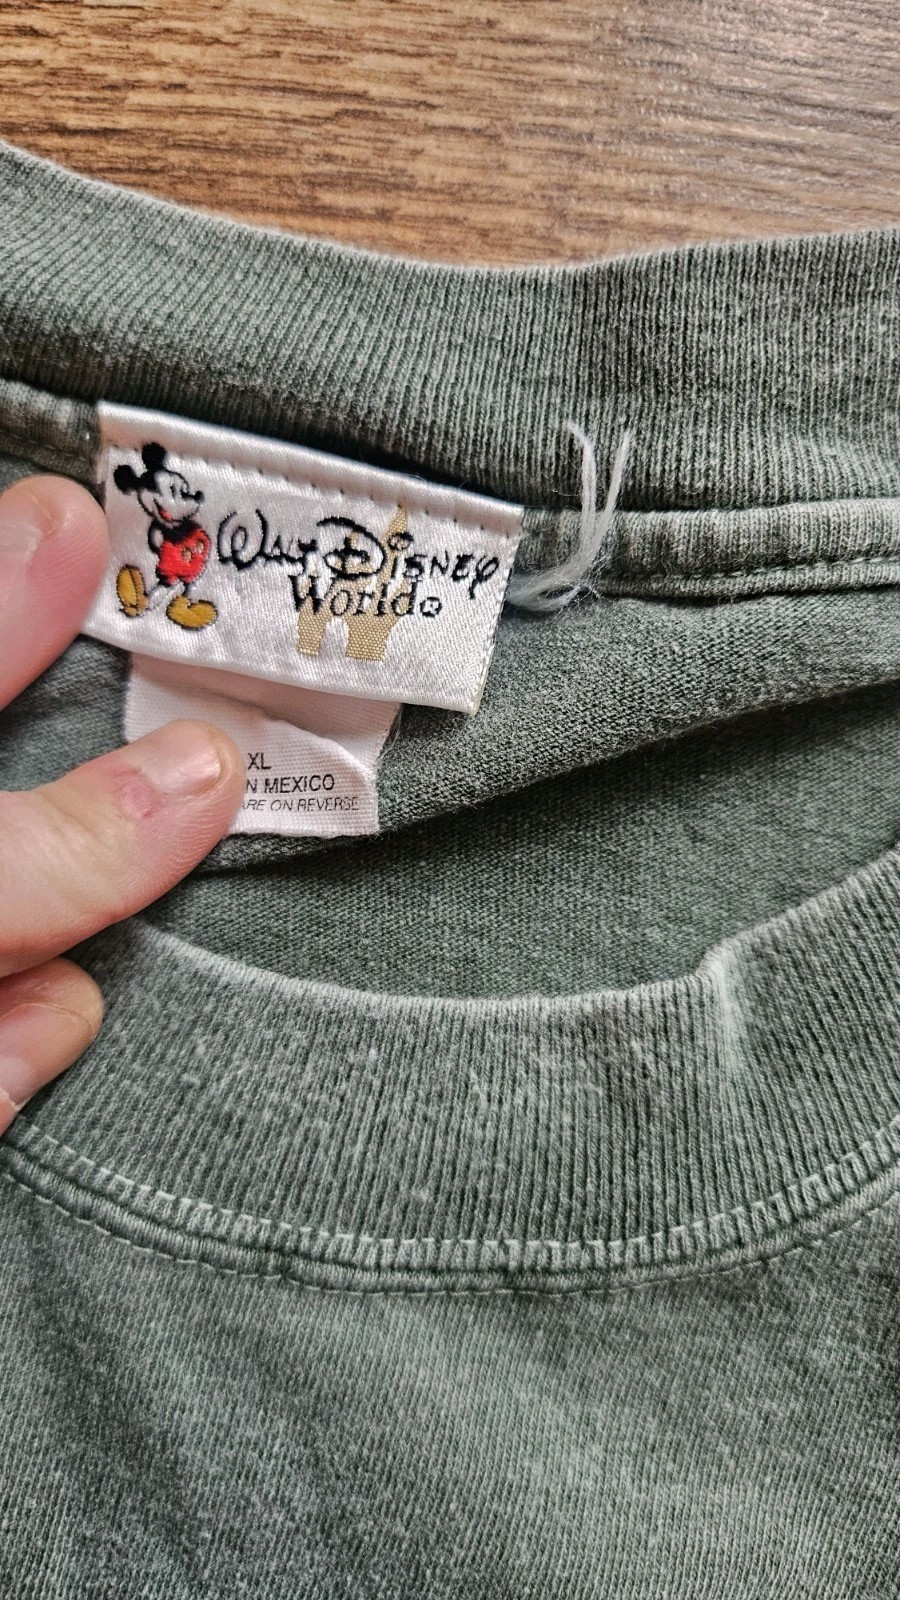 Walt Disney
World®
XL
N MEXICO
ARE ON REVERSE